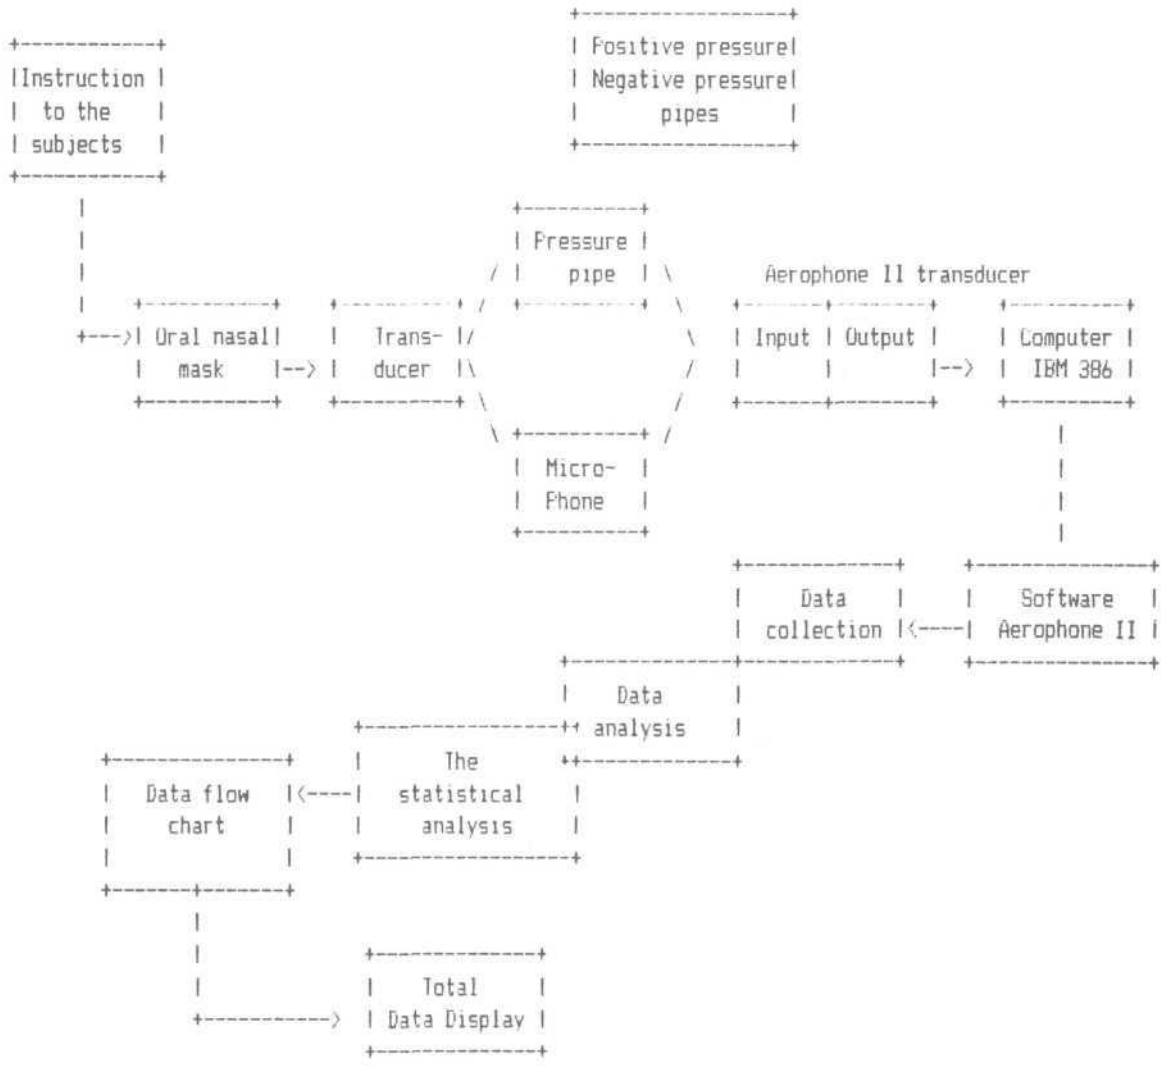 Positive pressure
Negative pressure
pipes
Instruction
to the
subjects
Pressure
pipe
Aerophone II transducer
Oral nasal
mask
Trans-
ducer
Input
Output
Computer
IBM 386
Micro-
Phone
Data
collection
Software
Aerophone II
Data
analysis
The
statistical
analysis
Data flow
chart
Total
Data Display